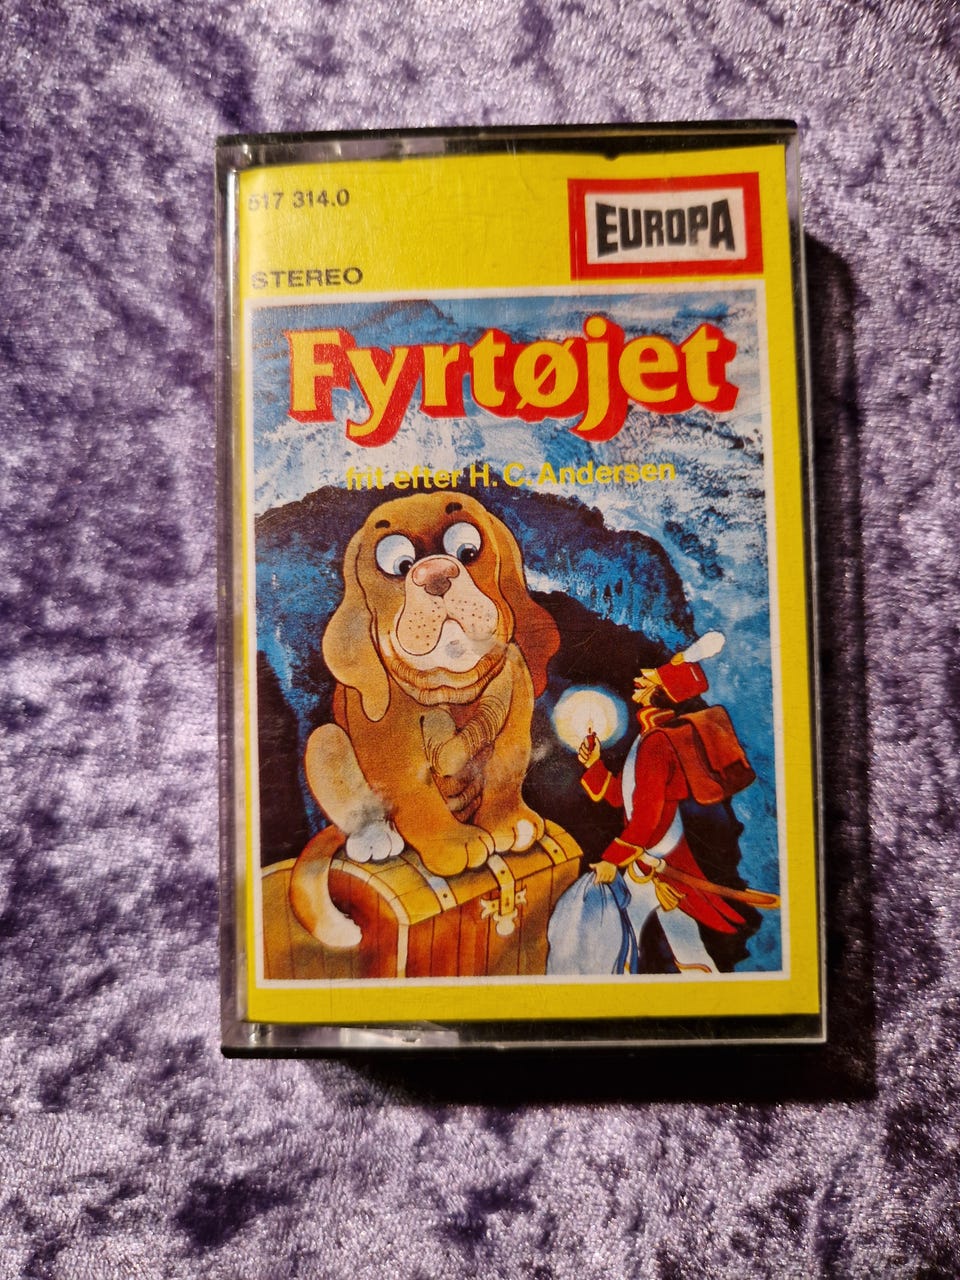 517 314.0
EUROPA
STEREO
Fyrtøjet
frit efter H. C. Andersen